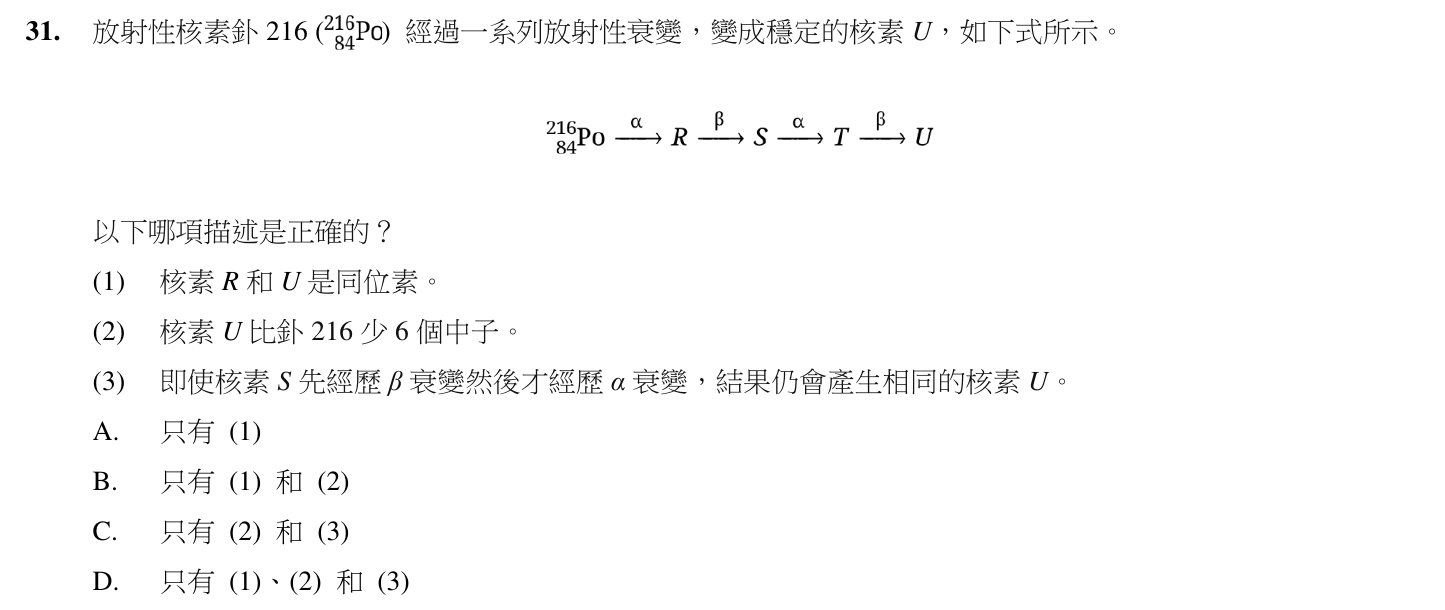 31. 放射性核素釙 216 (²¹⁶₈₄Po) 經過一系列放射性衰變，變成穩定的核素 U，如下式所示。
²¹⁶₈₄Po —α→ R —β→ S —α→ T —β→ U
以下哪項描述是正確的？
(1) 核素 R 和 U 是同位素。
(2) 核素 U 比釙 216 少 6 個中子。
(3) 即使核素 S 先經歷 β 衰變然後才經歷 α 衰變，結果仍會產生相同的核素 U。
A. 只有 (1)
B. 只有 (1) 和 (2)
C. 只有 (2) 和 (3)
D. 只有 (1)、(2) 和 (3)